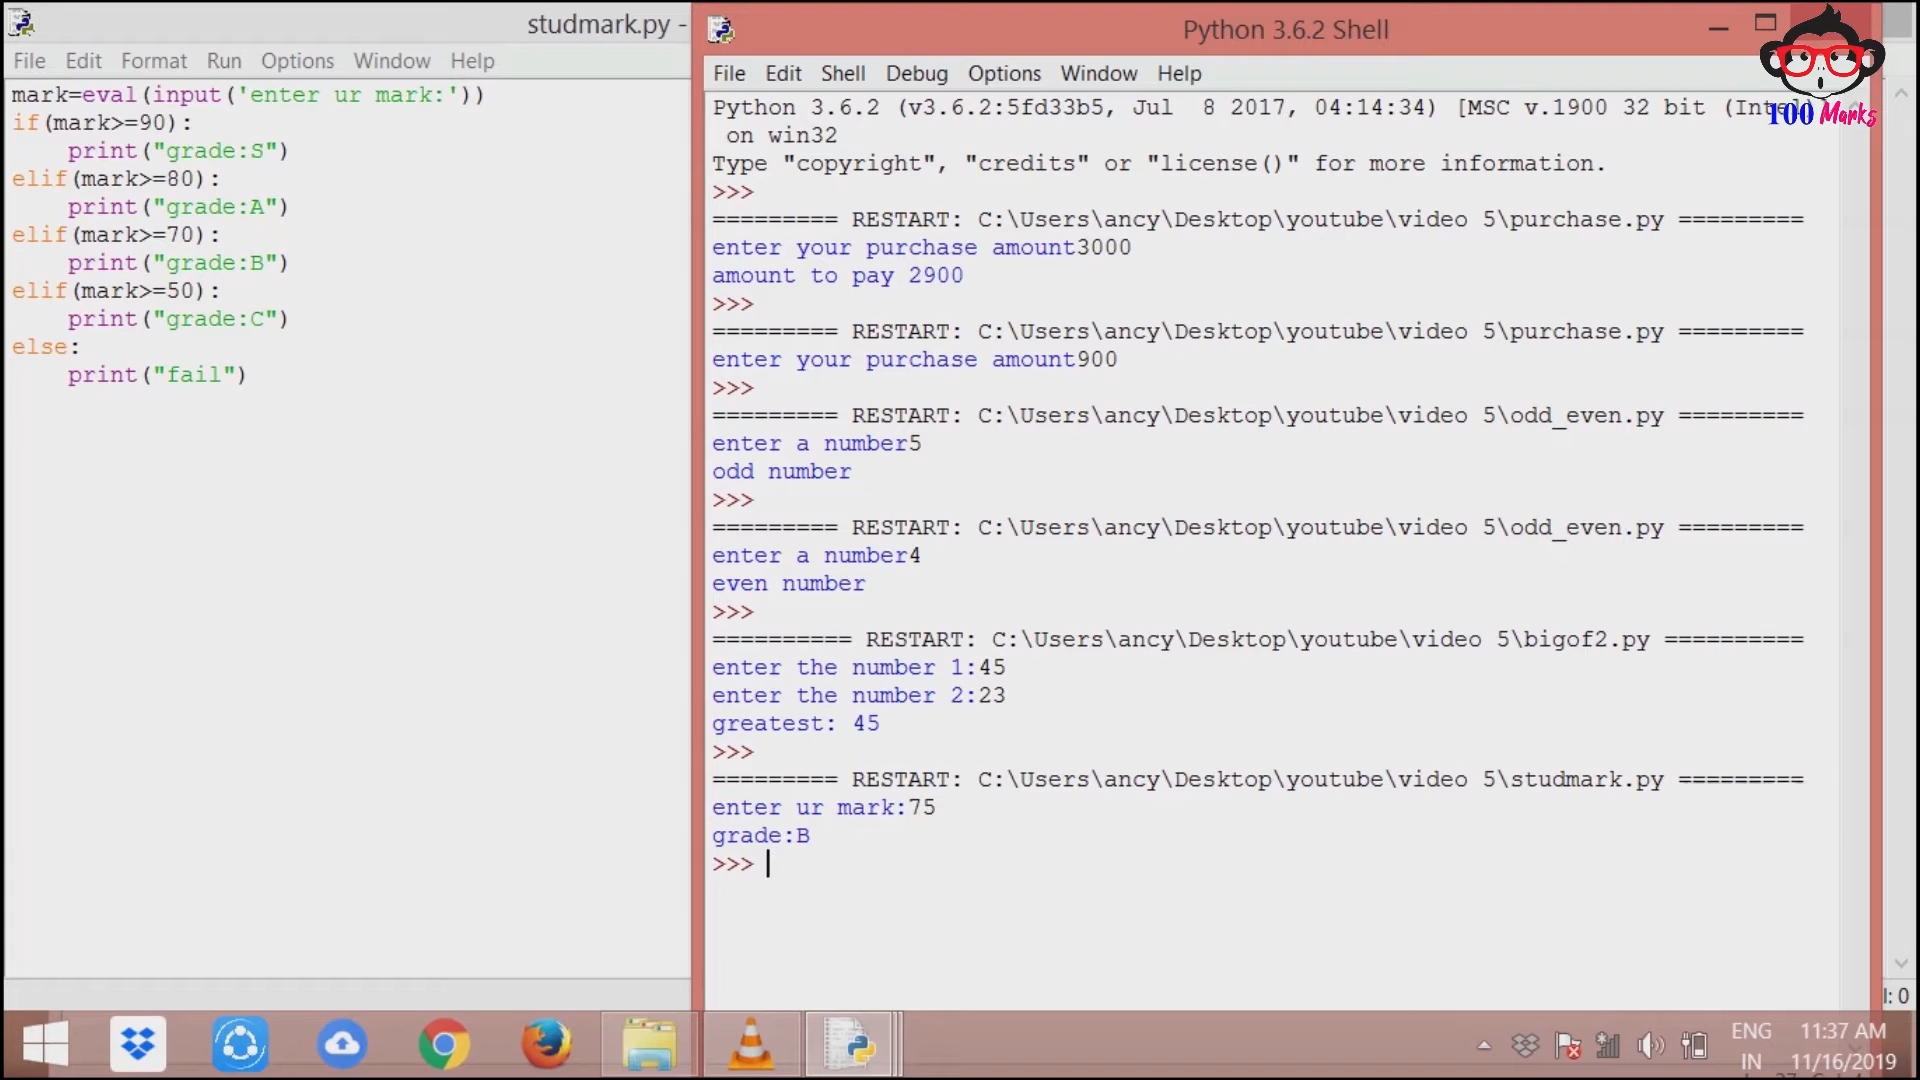 studmark.py -
File Edit Format Run Options Window Help
mark=eval(input('enter ur mark:'))
if(mark>=90):
    print("grade:S")
elif(mark>=80):
    print("grade:A")
elif(mark>=70):
    print("grade:B")
elif(mark>=50):
    print("grade:C")
else:
    print("fail")
Python 3.6.2 Shell
File Edit Shell Debug Options Window Help
Python 3.6.2 (v3.6.2:5fd33b5, Jul  8 2017, 04:14:34) [MSC v.1900 32 bit (Intel)]
 on win32
Type "copyright", "credits" or "license()" for more information.
>>>
========= RESTART: C:\Users\ancy\Desktop\youtube\video 5\purchase.py =========
enter your purchase amount3000
amount to pay 2900
>>>
========= RESTART: C:\Users\ancy\Desktop\youtube\video 5\purchase.py =========
enter your purchase amount900
>>>
========= RESTART: C:\Users\ancy\Desktop\youtube\video 5\odd_even.py =========
enter a number5
odd number
>>>
========= RESTART: C:\Users\ancy\Desktop\youtube\video 5\odd_even.py =========
enter a number4
even number
>>>
========== RESTART: C:\Users\ancy\Desktop\youtube\video 5\bigof2.py ==========
enter the number 1:45
enter the number 2:23
greatest: 45
>>>
========= RESTART: C:\Users\ancy\Desktop\youtube\video 5\studmark.py =========
enter ur mark:75
grade:B
>>>
100 Marks
l: 0
ENG 11:37 AM
IN 11/16/2019